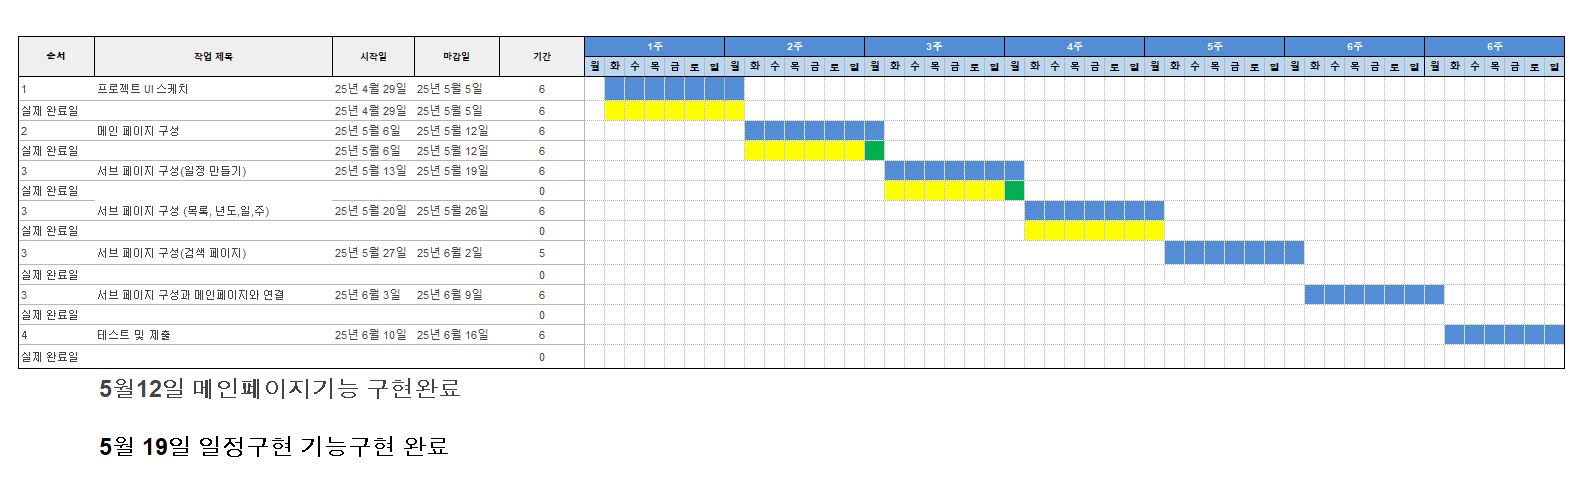 순서 작업 제목 시작일 마감일 기간 1주 2주 3주 4주 5주 6주 6주
월 화 수 목 금 토 일 월 화 수 목 금 토 일 월 화 수 목 금 토 일 월 화 수 목 금 토 일 월 화 수 목 금 토 일 월 화 수 목 금 토 일 월 화 수 목 금 토 일
1 프로젝트 UI 스케치 25년 4월 29일 25년 5월 5일 6
실제 완료일 25년 4월 29일 25년 5월 5일 6
2 메인 페이지 구성 25년 5월 6일 25년 5월 12일 6
실제 완료일 25년 5월 6일 25년 5월 12일 6
3 서브 페이지 구성(일정 만들기) 25년 5월 13일 25년 5월 19일 6
실제 완료일 0
3 서브 페이지 구성 (목록, 년도,일,주) 25년 5월 20일 25년 5월 26일 6
실제 완료일 0
3 서브 페이지 구성(검색 페이지) 25년 5월 27일 25년 6월 2일 5
실제 완료일 0
3 서브 페이지 구성과 메인페이지와 연결 25년 6월 3일 25년 6월 9일 6
실제 완료일 0
4 테스트 및 제출 25년 6월 10일 25년 6월 16일 6
실제 완료일 0
5월12일 메인페이지기능 구현완료
5월 19일 일정구현 기능구현 완료